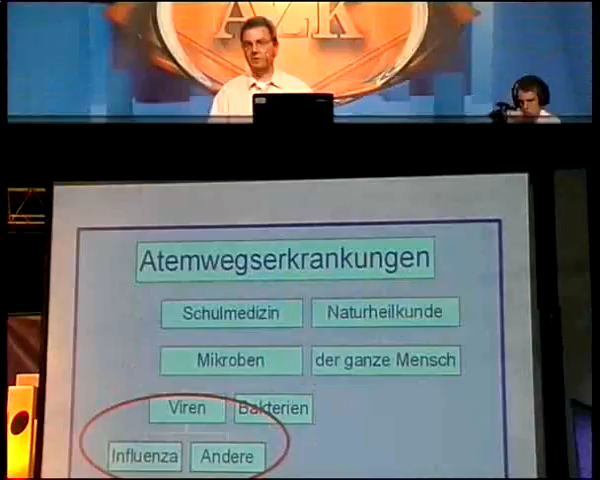 AZK
Atemwegserkrankungen
Schulmedizin Naturheilkunde
Mikroben der ganze Mensch
Viren Bakterien
Influenza Andere